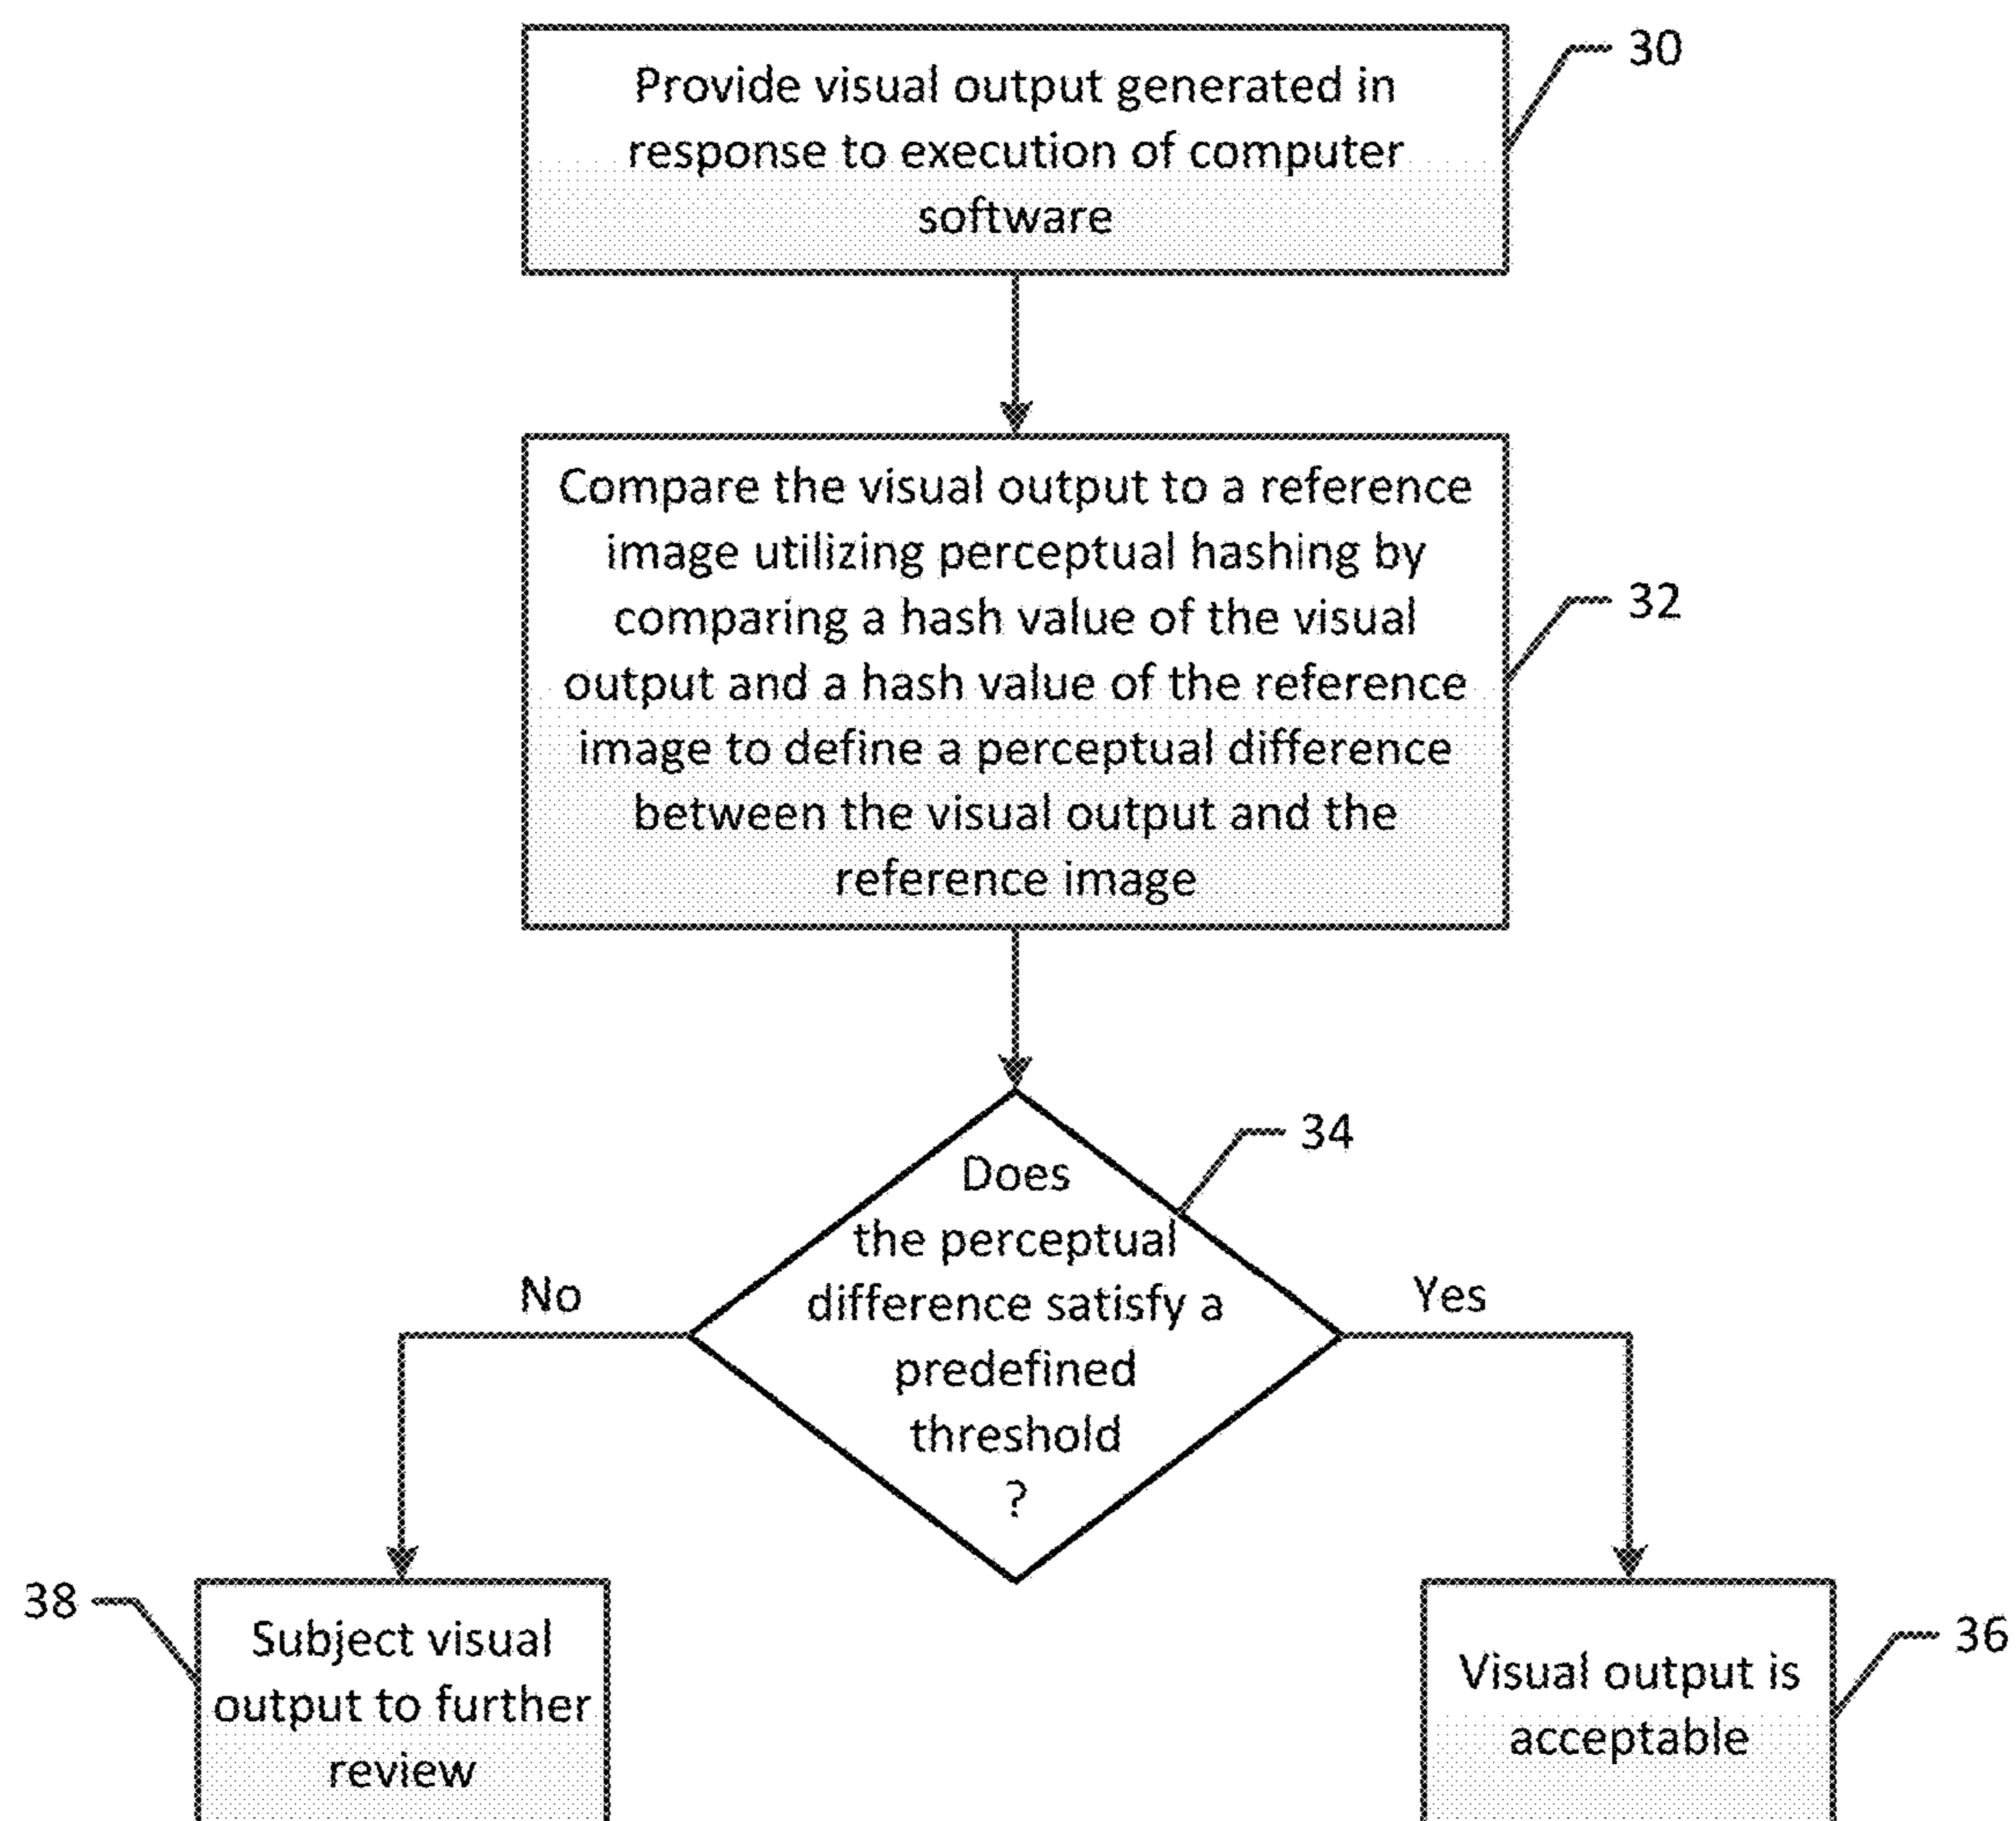 30
Provide visual output generated in
response to execution of computer
software
32
Compare the visual output to a reference
image utilizing perceptual hashing by
comparing a hash value of the visual
output and a hash value of the reference
image to define a perceptual difference
between the visual output and the
reference image
34
Does
the perceptual
difference satisfy a
predefined
threshold
?
No
Yes
38
Subject visual
output to further
review
36
Visual output is
acceptable